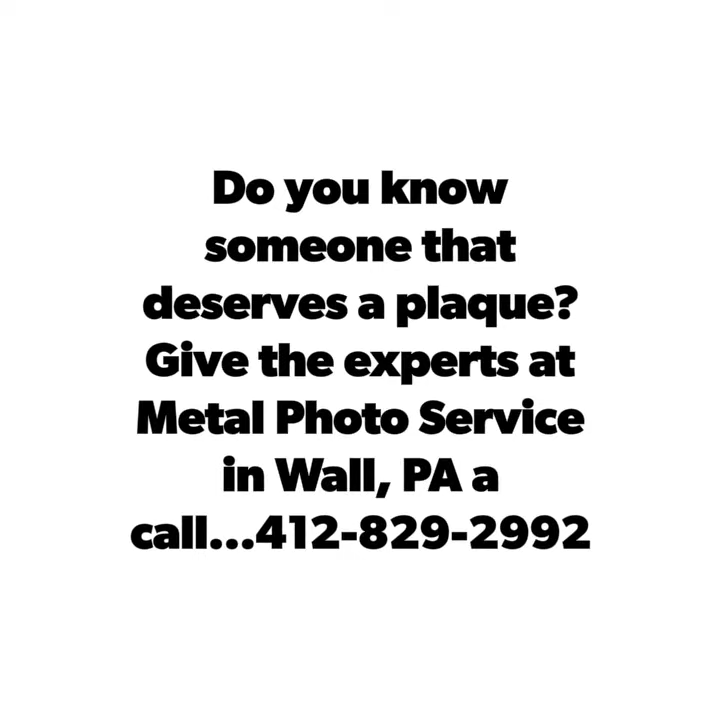 Do you know
someone that
deserves a plaque?
Give the experts at
Metal Photo Service
in Wall, PA a
call...412-829-2992